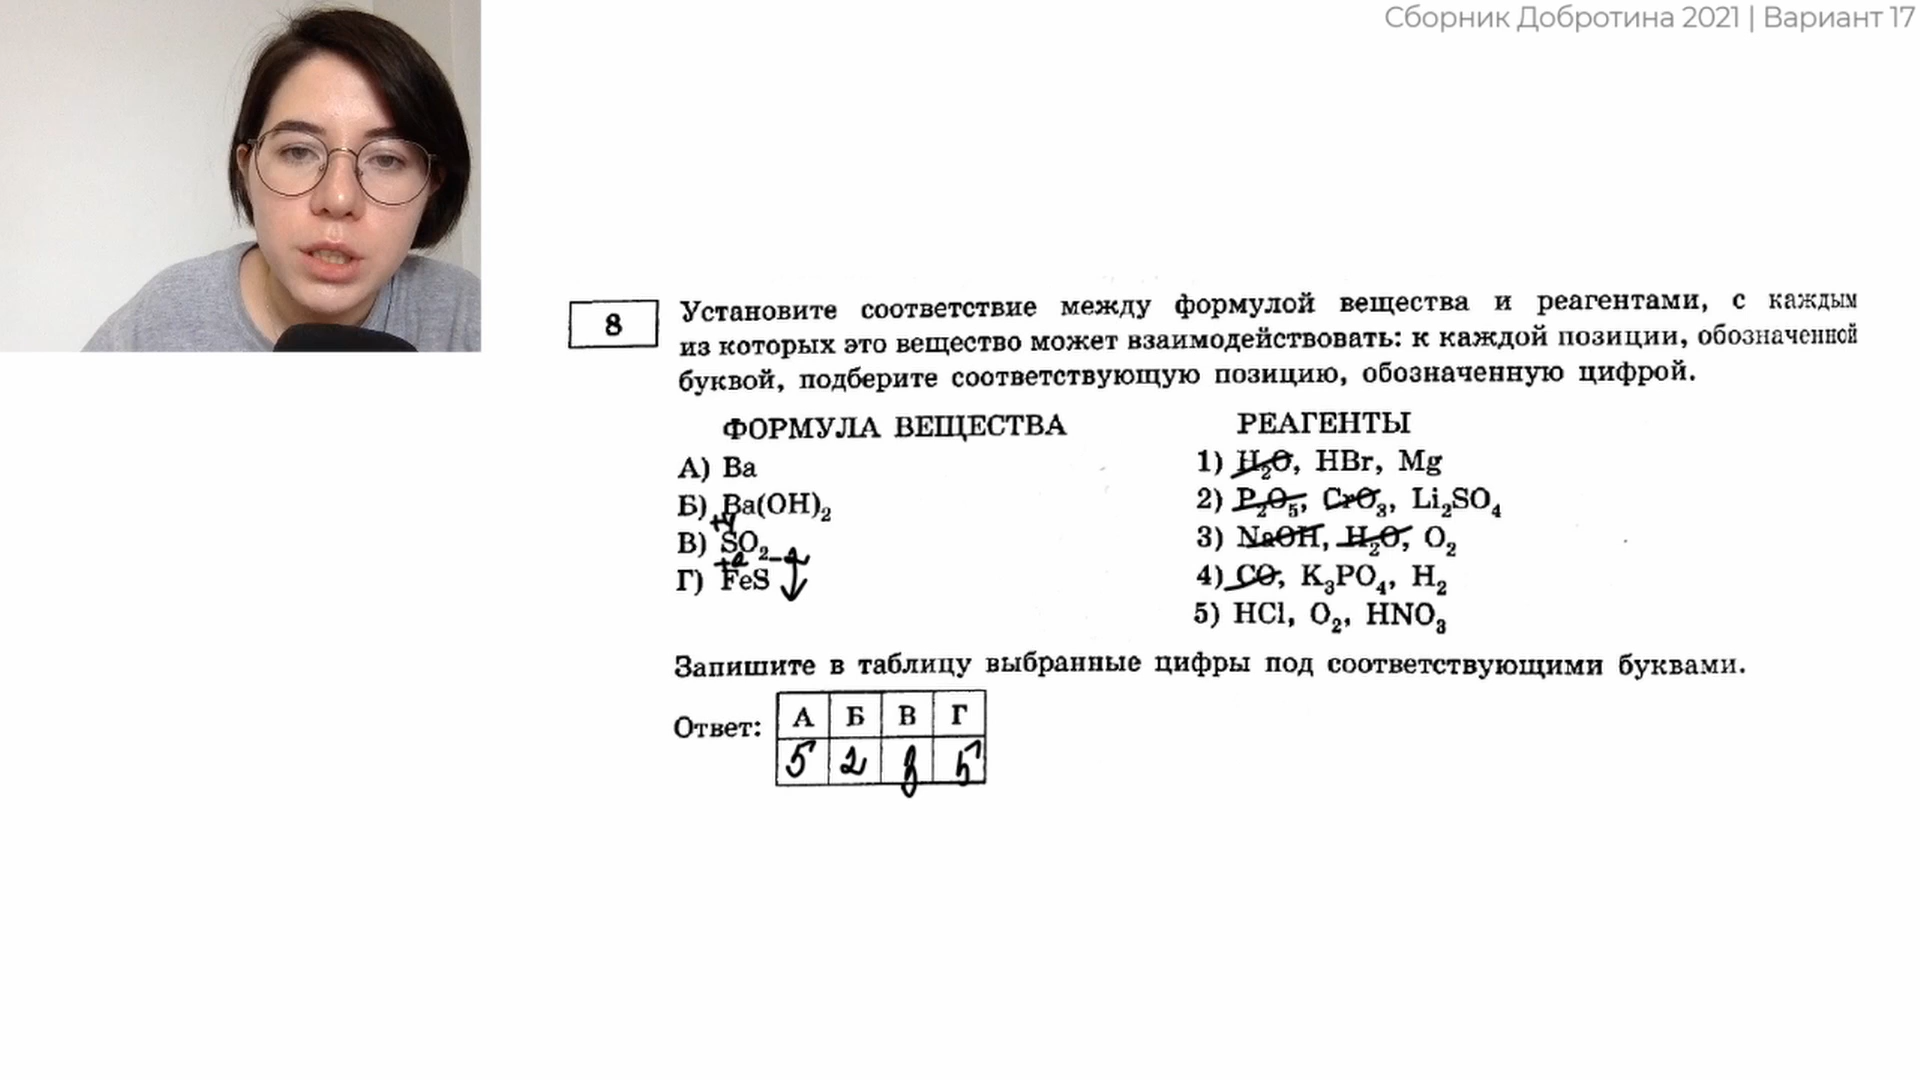 Сборник Добротина 2021 | Вариант 17
8
Установите соответствие между формулой вещества и реагентами, с каждым
из которых это вещество может взаимодействовать: к каждой позиции, обозначенной
буквой, подберите соответствующую позицию, обозначенную цифрой.
ФОРМУЛА ВЕЩЕСТВА
А) Ba
Б) Ba(OH)₂
+4
В) SO₂
+2 -2
Г) FeS ↓
РЕАГЕНТЫ
1) H₂O, HBr, Mg
2) P₂O₅, CrO₃, Li₂SO₄
3) NaOH, H₂O, O₂
4) CO, K₃PO₄, H₂
5) HCl, O₂, HNO₃
Запишите в таблицу выбранные цифры под соответствующими буквами.
Ответ:
А Б В Г
5 2 3 5